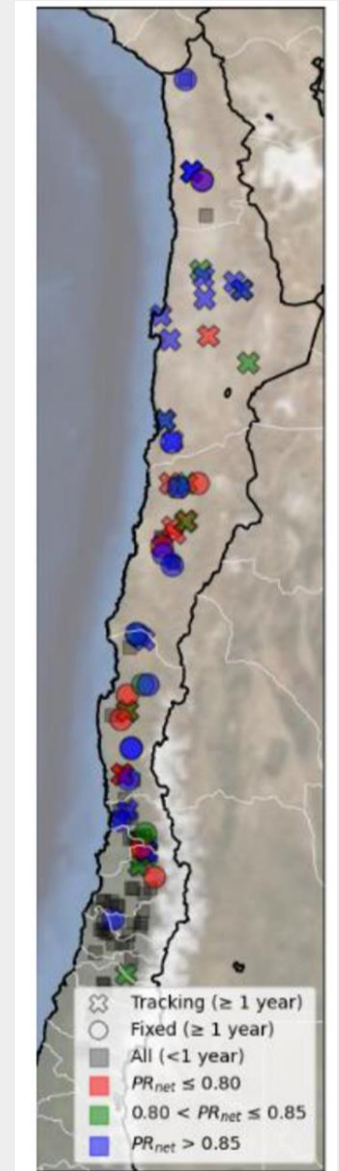 Tracking (≥ 1 year)
Fixed (≥ 1 year)
All (<1 year)
PRnet ≤ 0.80
0.80 < PRnet ≤ 0.85
PRnet > 0.85